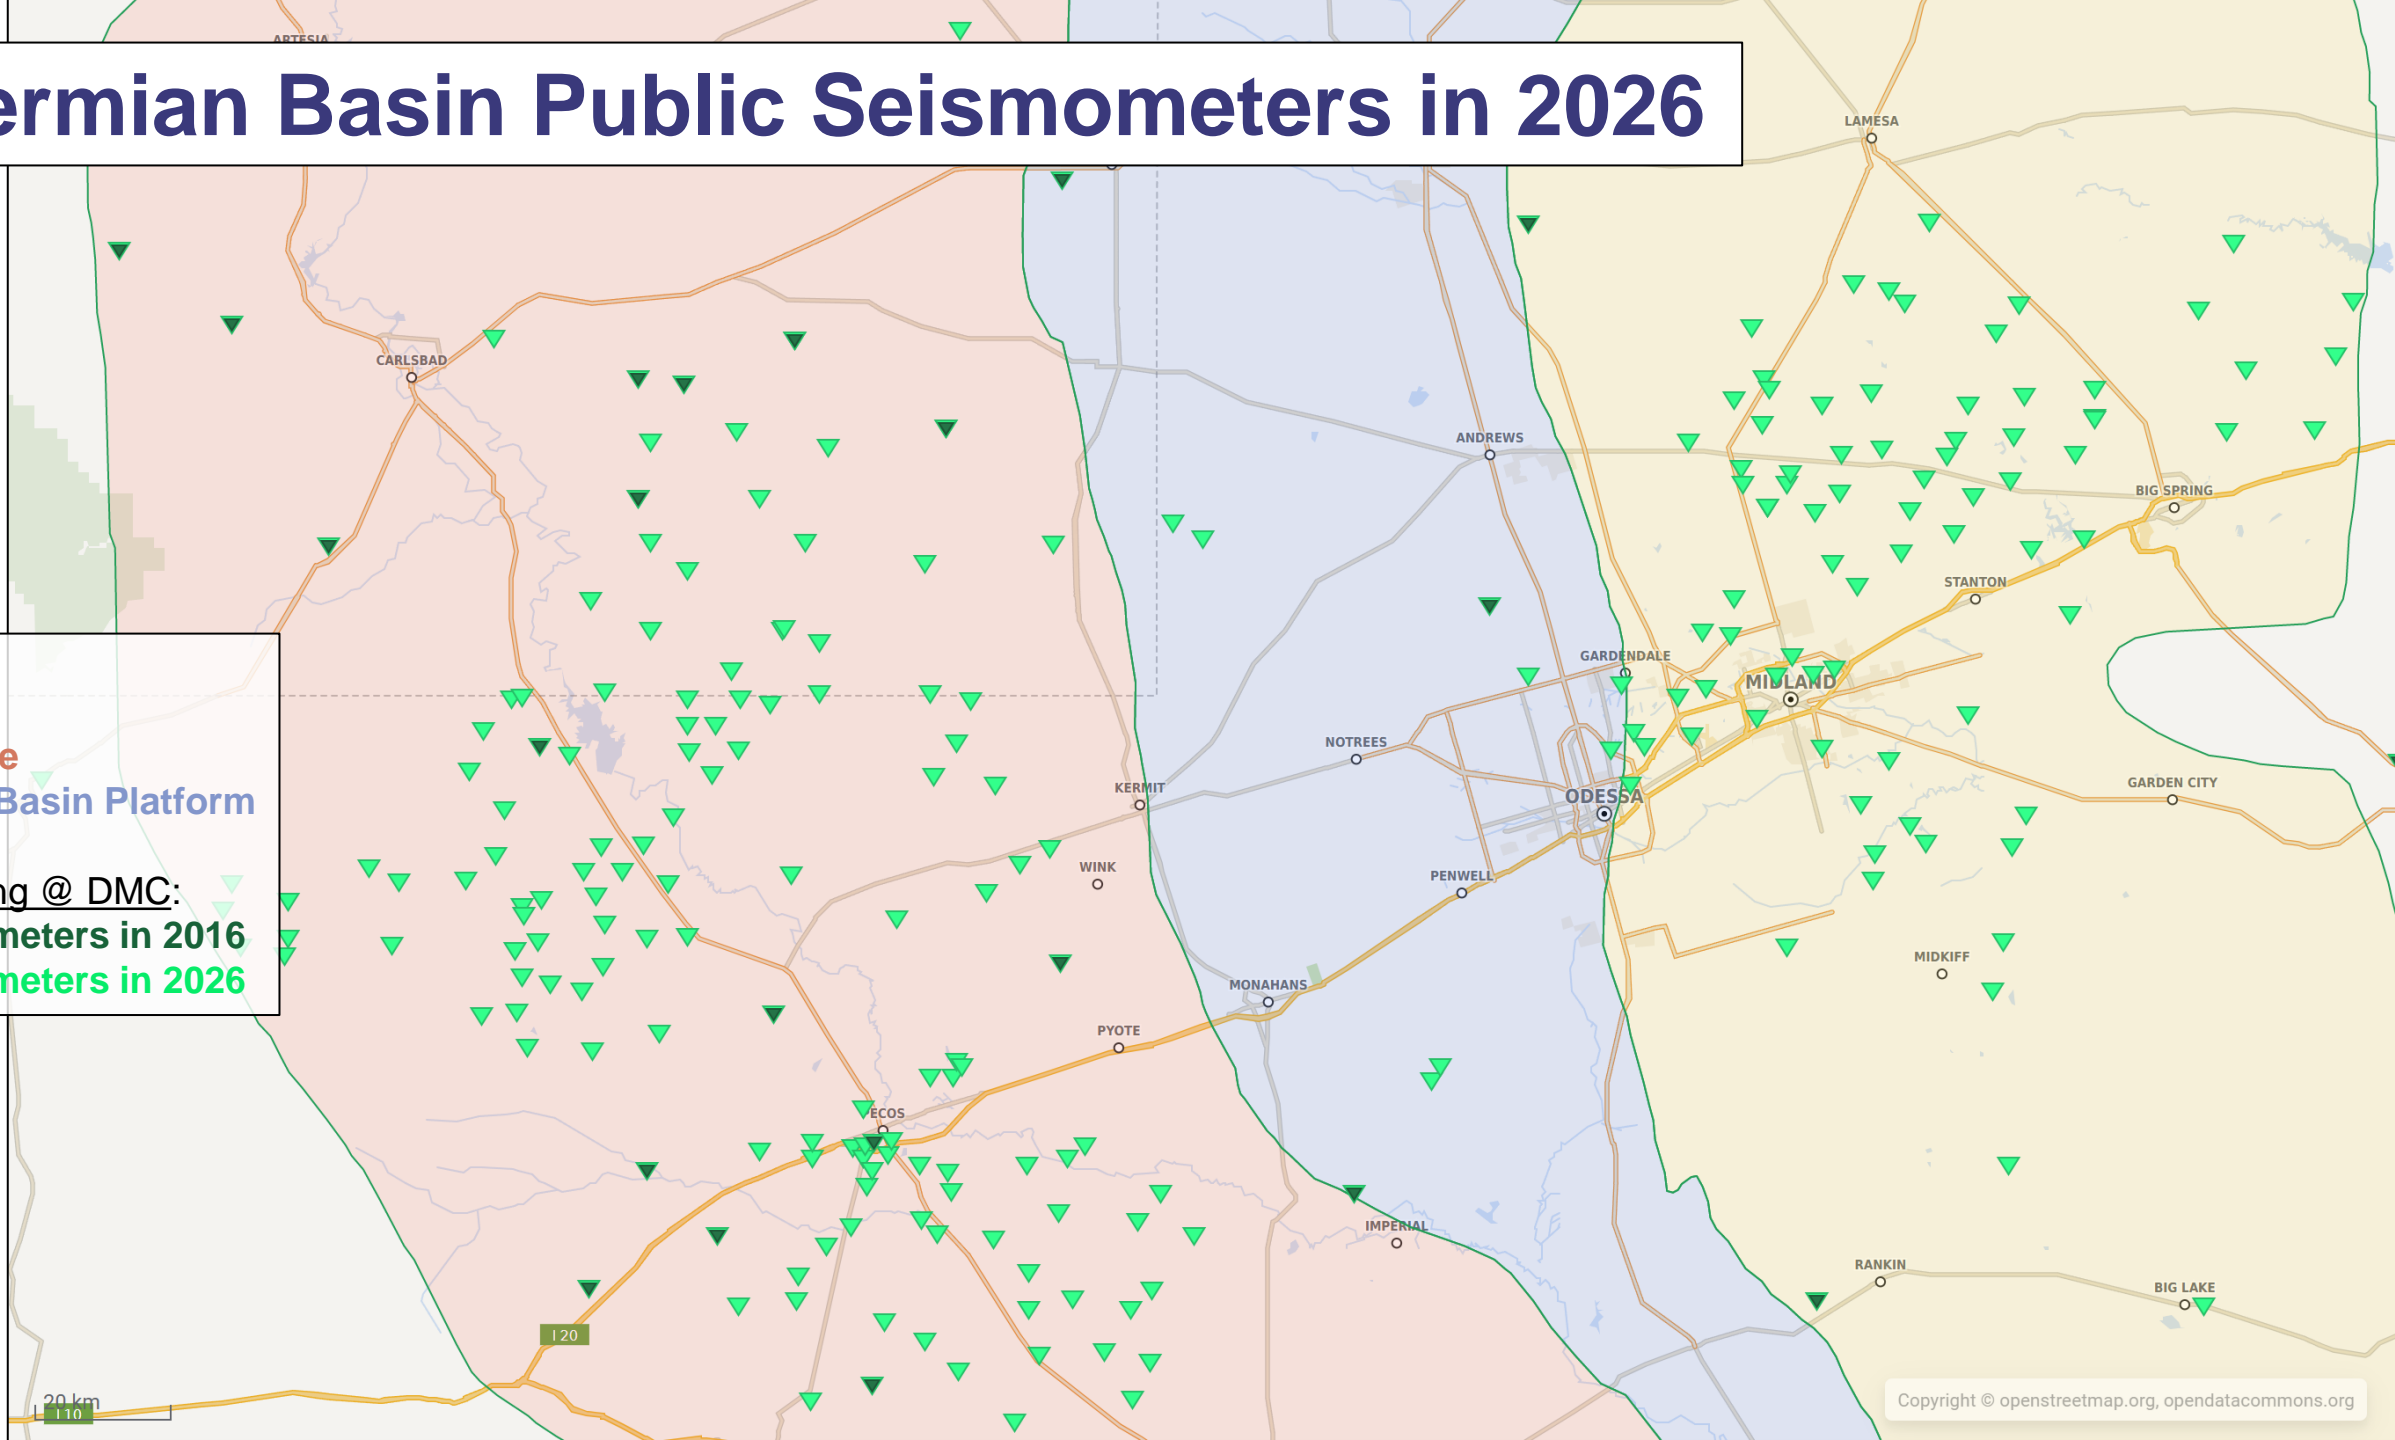 ARTESIA
ermian Basin Public Seismometers in 2026
LAMESA
CARLSBAD
ANDREWS
BIG SPRING
STANTON
GARDENDALE
MIDLAND
NOTREES
e
KERMIT
GARDEN CITY
Basin Platform
ODESSA
WINK
PENWELL
ng @ DMC:
meters in 2016
MIDKIFF
meters in 2026
MONAHANS
PYOTE
ECOS
IMPERIAL
RANKIN
BIG LAKE
I 20
20 km
I 10
Copyright © openstreetmap.org, opendatacommons.org